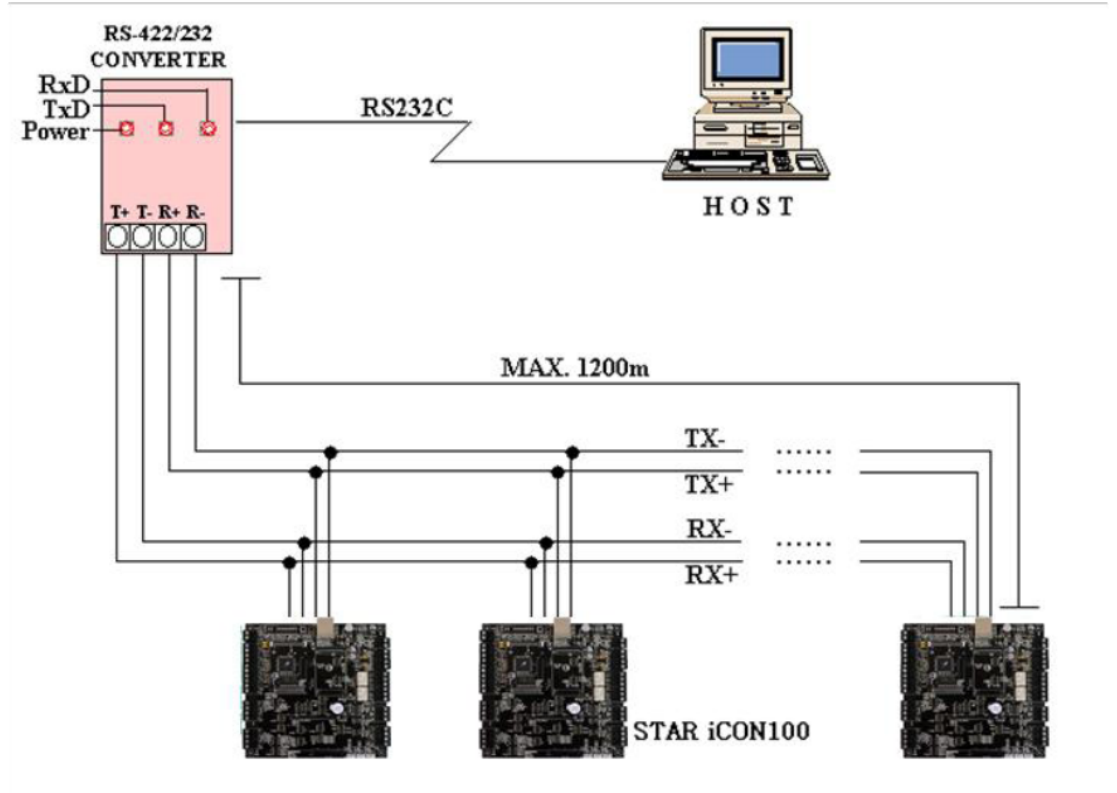 RS-422/232
CONVERTER
RxD
TxD
Power
T+ T- R+ R-
RS232C
HOST
MAX. 1200m
TX-
TX+
RX-
RX+
STAR iCON100